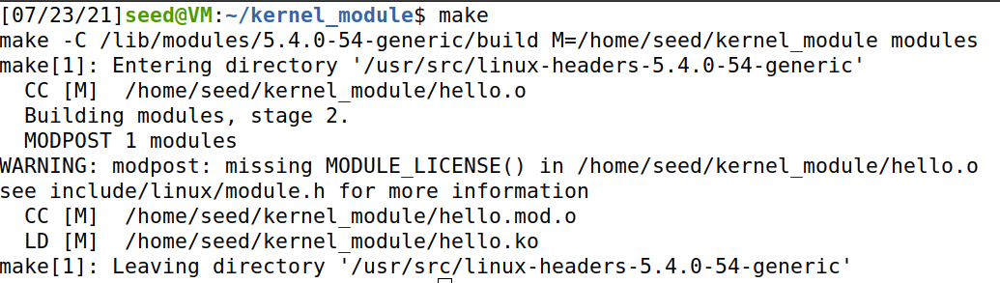 [07/23/21]seed@VM:~/kernel_module$ make
make -C /lib/modules/5.4.0-54-generic/build M=/home/seed/kernel_module modules
make[1]: Entering directory '/usr/src/linux-headers-5.4.0-54-generic'
  CC [M]  /home/seed/kernel_module/hello.o
  Building modules, stage 2.
  MODPOST 1 modules
WARNING: modpost: missing MODULE_LICENSE() in /home/seed/kernel_module/hello.o
see include/linux/module.h for more information
  CC [M]  /home/seed/kernel_module/hello.mod.o
  LD [M]  /home/seed/kernel_module/hello.ko
make[1]: Leaving directory '/usr/src/linux-headers-5.4.0-54-generic'